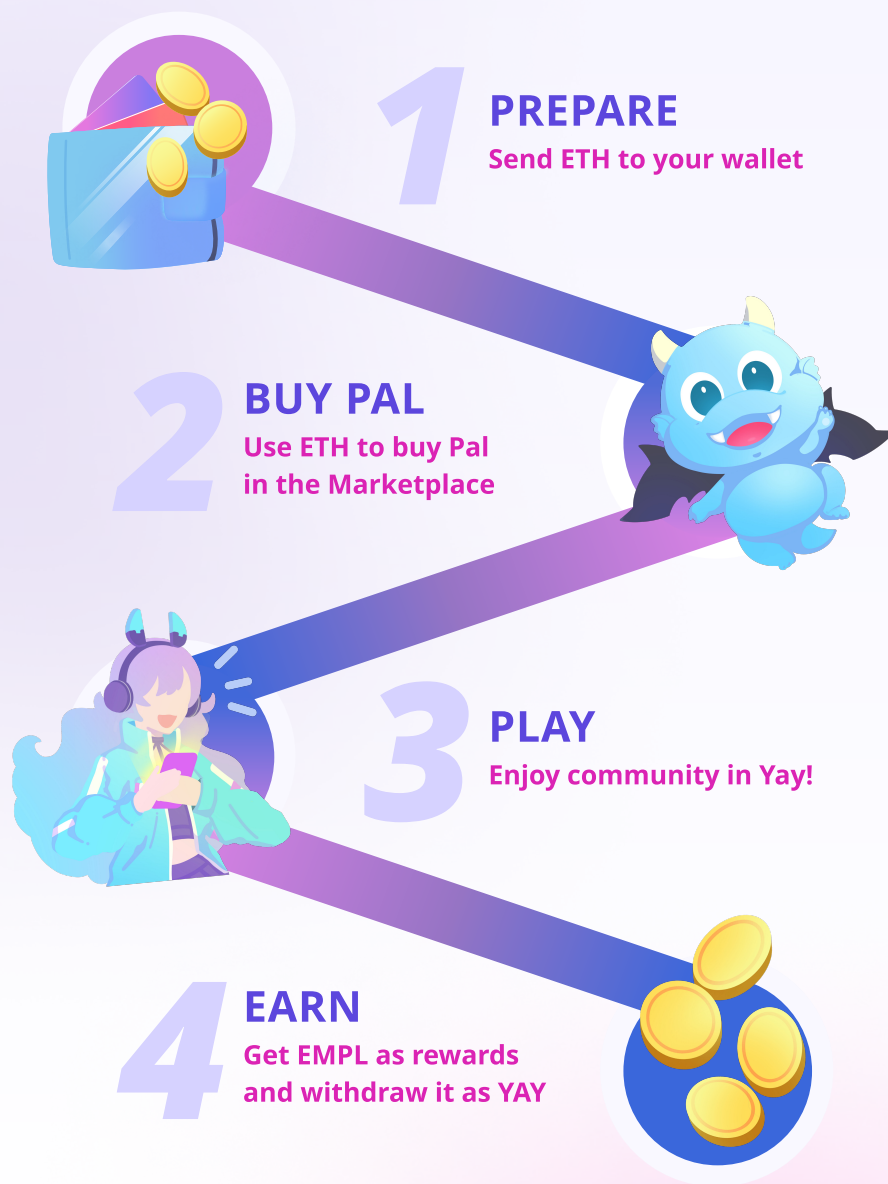 1
PREPARE
Send ETH to your wallet
2
BUY PAL
Use ETH to buy Pal
in the Marketplace
3
PLAY
Enjoy community in Yay!
4
EARN
Get EMPL as rewards
and withdraw it as YAY